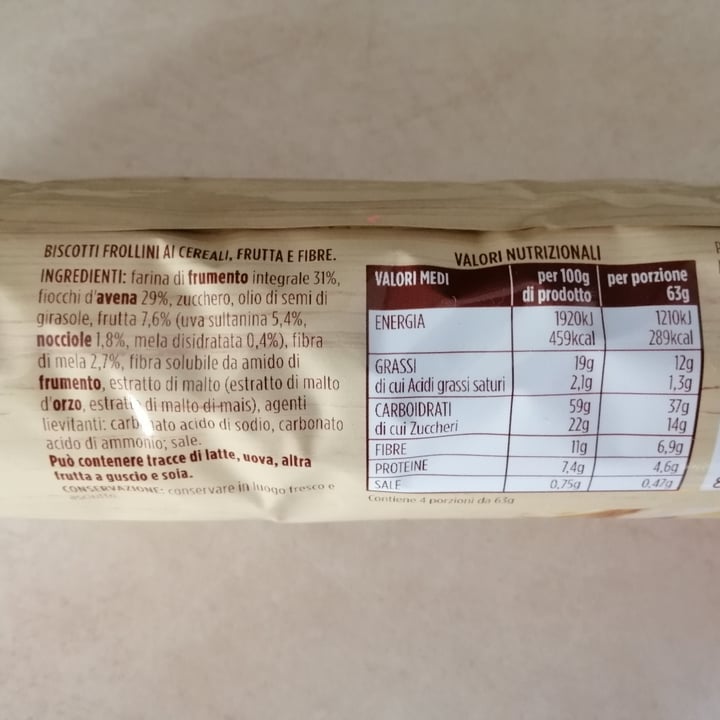 BISCOTTI FROLLINI AI CEREALI, FRUTTA E FIBRE.
INGREDIENTI: farina di frumento integrale 31%,
fiocchi d'avena 29%, zucchero, olio di semi di
girasole, frutta 7,6% (uva sultanina 5,4%,
nocciole 1,8%, mela disidratata 0,4%), fibra
di mela 2,7%, fibra solubile da amido di
frumento, estratto di malto (estratto di malto
d'orzo, estratto di malto di mais), agenti
lievitanti: carbonato acido di sodio, carbonato
acido di ammonio; sale.
Può contenere tracce di latte, uova, altra
frutta a guscio e soia.
CONSERVAZIONE: conservare in luogo fresco e
asciutto
VALORI NUTRIZIONALI
VALORI MEDI per 100g di prodotto per porzione 63g
ENERGIA 1920kJ 1210kJ
459kcal 289kcal
GRASSI 19g 12g
di cui Acidi grassi saturi 2,1g 1,3g
CARBOIDRATI 59g 37g
di cui Zuccheri 22g 14g
FIBRE 11g 6,9g
PROTEINE 7,4g 4,6g
SALE 0,75g 0,47g
Contiene 4 porzioni da 63g